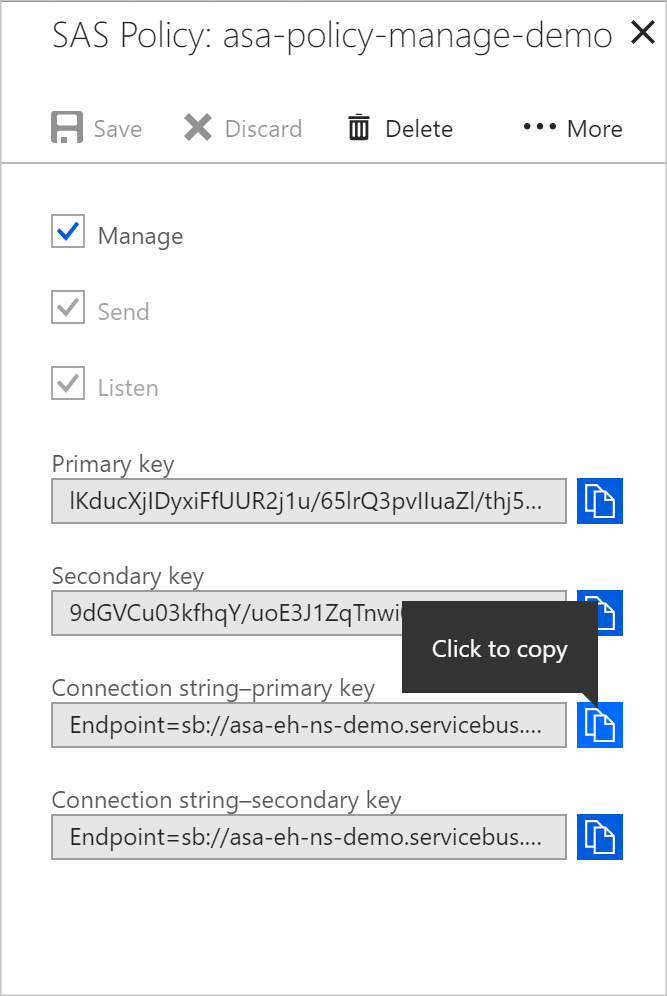 SAS Policy: asa-policy-manage-demo
Save Discard Delete ••• More
Manage
Send
Listen
Primary key
lKducXjIDyxiFfUUR2j1u/65lrQ3pvIIuaZl/thj5...
Secondary key
9dGVCu03kfhqY/uoE3J1ZqTnwi
Click to copy
Connection string–primary key
Endpoint=sb://asa-eh-ns-demo.servicebus....
Connection string–secondary key
Endpoint=sb://asa-eh-ns-demo.servicebus....